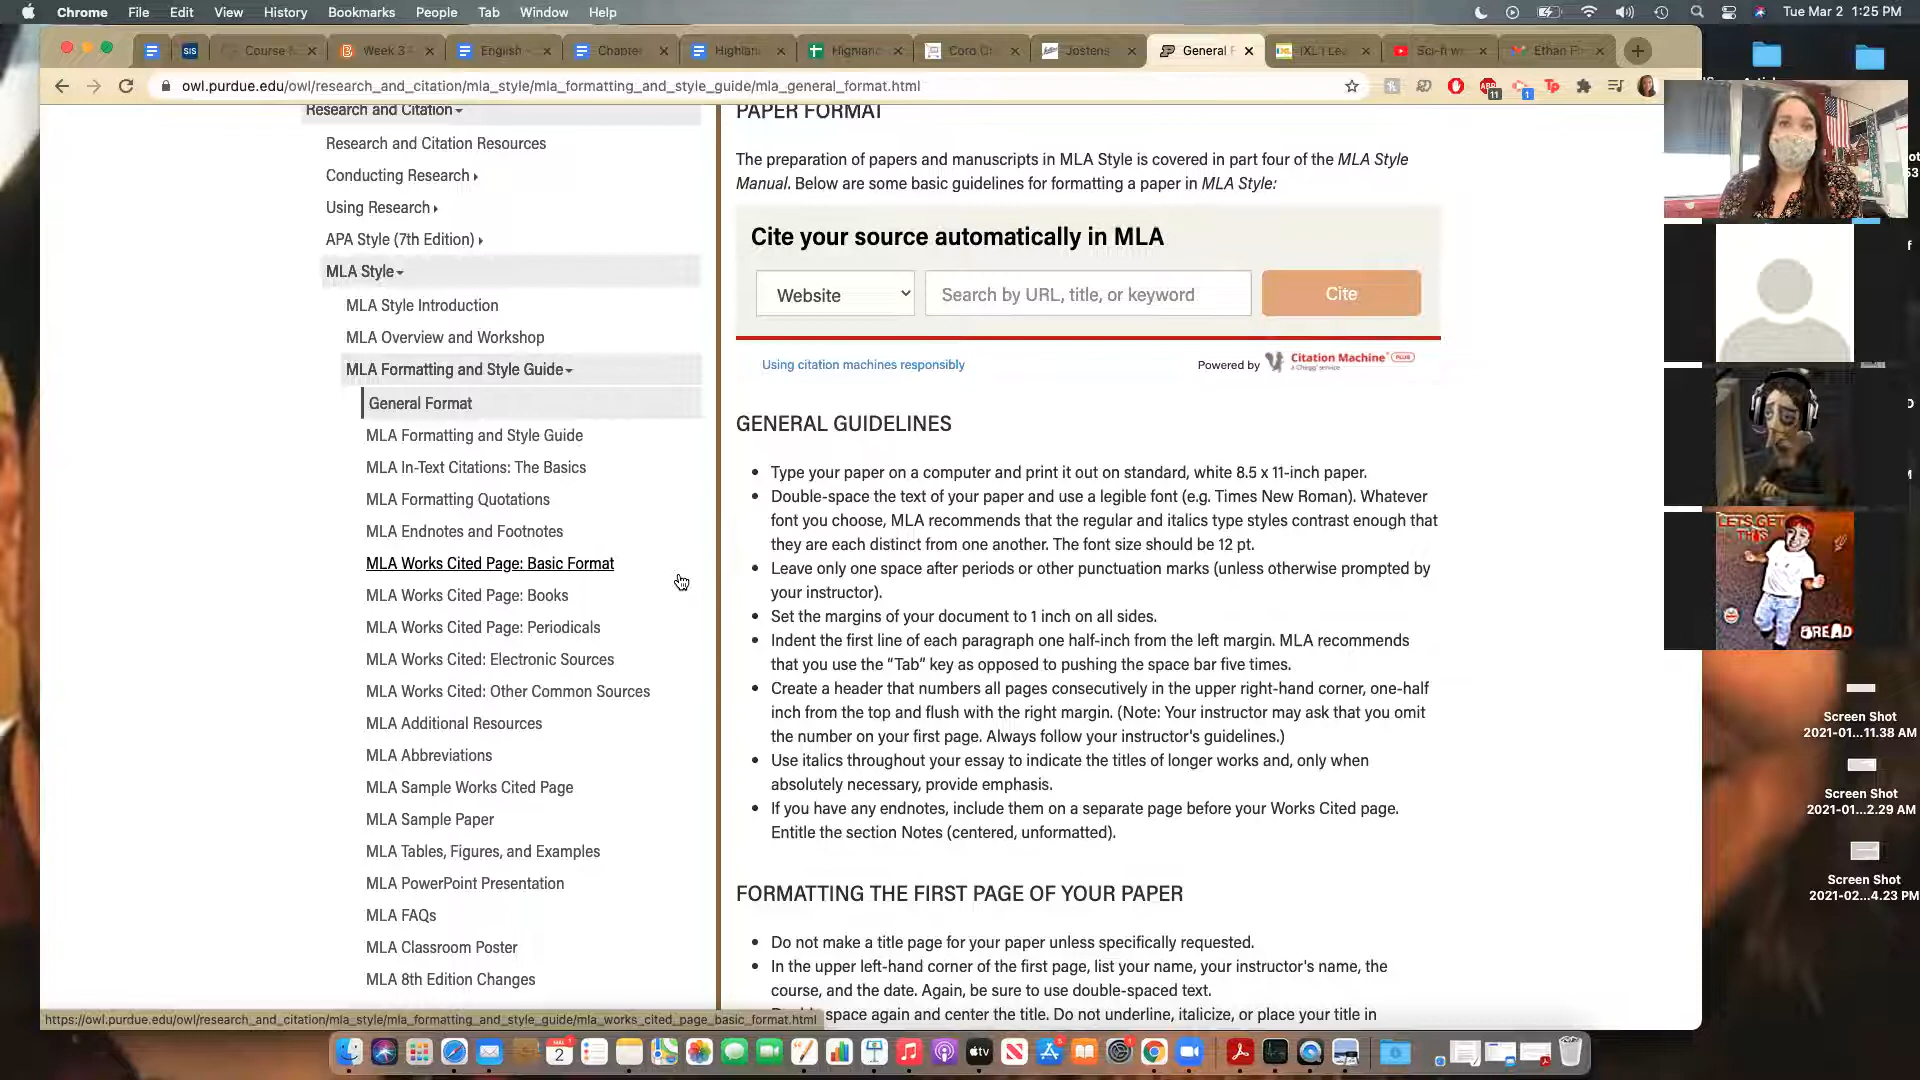 Chrome File Edit View History Bookmarks People Tab Window Help Tue Mar 2 1:25 PM
SIS Course Week 3 English Chapte Highlan Highlan Coro Jostens General F IXL | Lea Sci-fi w Ethan F
owl.purdue.edu/owl/research_and_citation/mla_style/mla_formatting_and_style_guide/mla_general_format.html
Research and Citation
Research and Citation Resources
Conducting Research
Using Research
APA Style (7th Edition)
MLA Style
MLA Style Introduction
MLA Overview and Workshop
MLA Formatting and Style Guide
General Format
MLA Formatting and Style Guide
MLA In-Text Citations: The Basics
MLA Formatting Quotations
MLA Endnotes and Footnotes
MLA Works Cited Page: Basic Format
MLA Works Cited Page: Books
MLA Works Cited Page: Periodicals
MLA Works Cited: Electronic Sources
MLA Works Cited: Other Common Sources
MLA Additional Resources
MLA Abbreviations
MLA Sample Works Cited Page
MLA Sample Paper
MLA Tables, Figures, and Examples
MLA PowerPoint Presentation
MLA FAQs
MLA Classroom Poster
MLA 8th Edition Changes
https://owl.purdue.edu/owl/research_and_citation/mla_style/mla_formatting_and_style_guide/mla_works_cited_page_basic_format.html
PAPER FORMAT
The preparation of papers and manuscripts in MLA Style is covered in part four of the MLA Style
Manual. Below are some basic guidelines for formatting a paper in MLA Style:
Cite your source automatically in MLA
Website Search by URL, title, or keyword Cite
Using citation machines responsibly Powered by Citation Machine PLUS
a Chegg service
GENERAL GUIDELINES
• Type your paper on a computer and print it out on standard, white 8.5 x 11-inch paper.
• Double-space the text of your paper and use a legible font (e.g. Times New Roman). Whatever
font you choose, MLA recommends that the regular and italics type styles contrast enough that
they are each distinct from one another. The font size should be 12 pt.
• Leave only one space after periods or other punctuation marks (unless otherwise prompted by
your instructor).
• Set the margins of your document to 1 inch on all sides.
• Indent the first line of each paragraph one half-inch from the left margin. MLA recommends
that you use the “Tab” key as opposed to pushing the space bar five times.
• Create a header that numbers all pages consecutively in the upper right-hand corner, one-half
inch from the top and flush with the right margin. (Note: Your instructor may ask that you omit
the number on your first page. Always follow your instructor's guidelines.)
• Use italics throughout your essay to indicate the titles of longer works and, only when
absolutely necessary, provide emphasis.
• If you have any endnotes, include them on a separate page before your Works Cited page.
Entitle the section Notes (centered, unformatted).
FORMATTING THE FIRST PAGE OF YOUR PAPER
• Do not make a title page for your paper unless specifically requested.
• In the upper left-hand corner of the first page, list your name, your instructor's name, the
course, and the date. Again, be sure to use double-spaced text.
space again and center the title. Do not underline, italicize, or place your title in
LETS GET
THIS
BREAD
Screen Shot
2021-01...11.38 AM
Screen Shot
2021-01...2.29 AM
Screen Shot
2021-02...4.23 PM